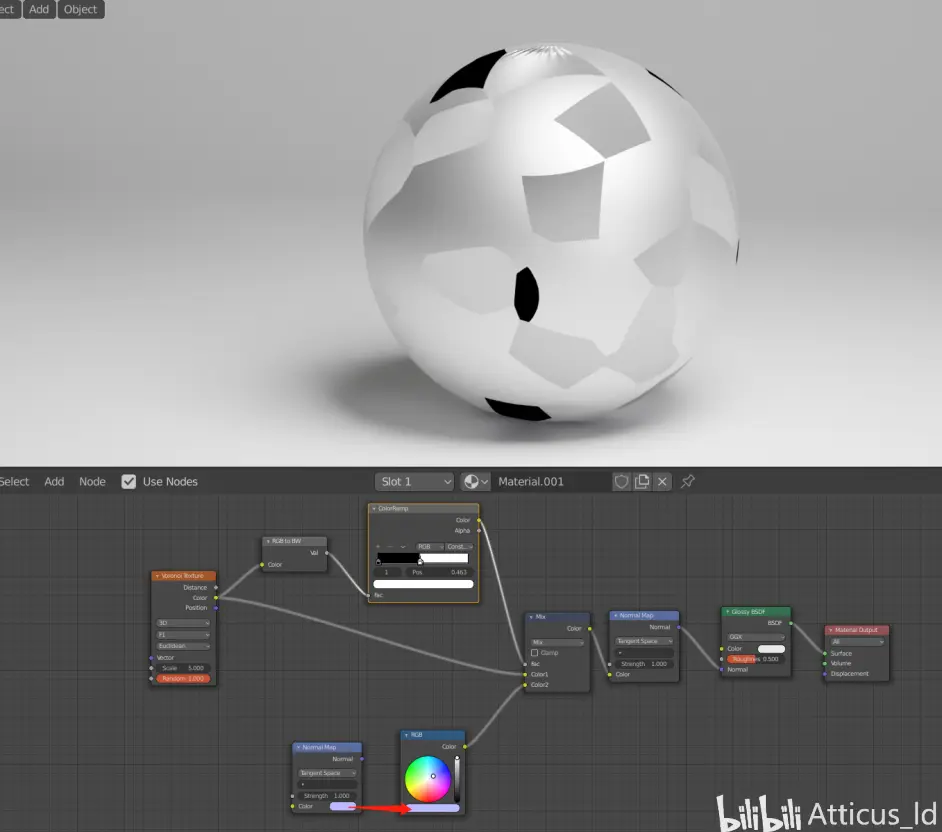 ect Add Object
Select Add Node Use Nodes Slot 1 Material.001
ColorRamp
Color
Alpha
+ − RGB Const...
1 Pos 0.463
Fac
RGB to BW
Val
Color
Voronoi Texture
Distance
Color
Position
3D
F1
Euclidean
Vector
Scale 5.000
Random 1.000
Mix
Color
Mix
Clamp
Fac
Color1
Color2
Normal Map
Normal
Tangent Space
Strength 1.000
Color
Glossy BSDF
BSDF
GGX
Color
Roughness 0.500
Normal
Material Output
All
Surface
Volume
Displacement
Normal Map
Normal
Tangent Space
Strength 1.000
Color
RGB
Color
bilibili Atticus_ld